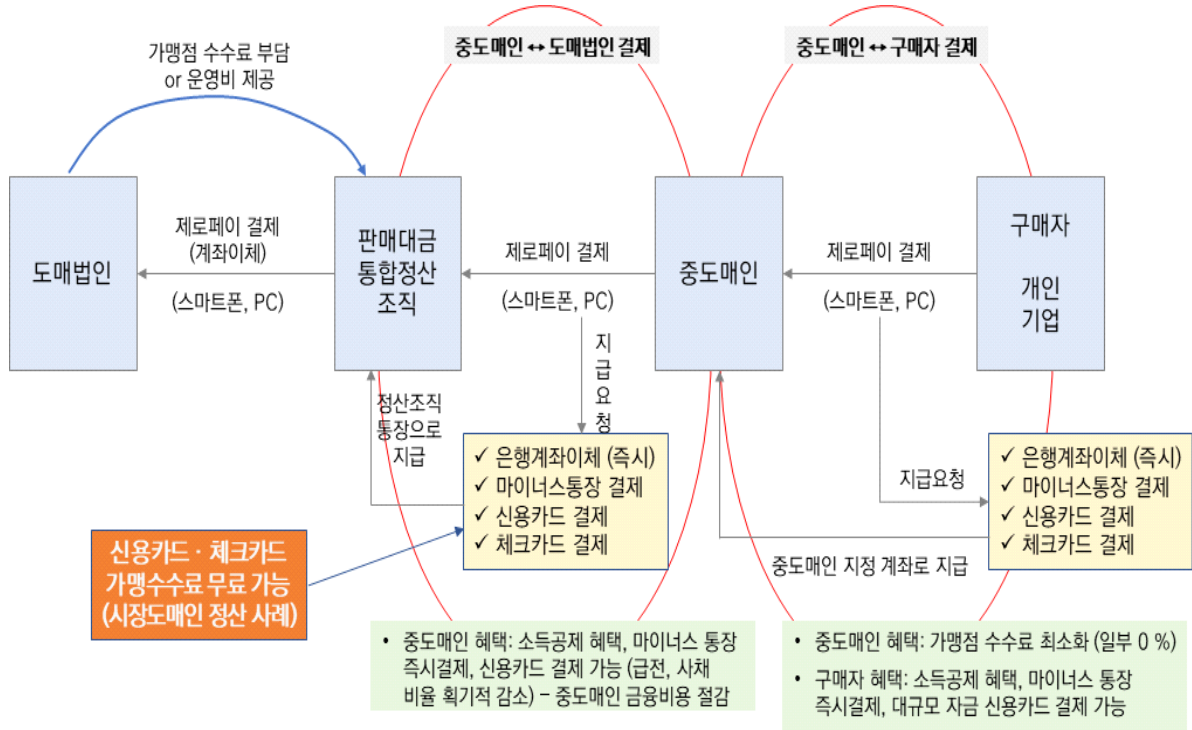 가맹점 수수료 부담
or 운영비 제공
중도매인 ↔ 도매법인 결제
중도매인 ↔ 구매자 결제
도매법인
제로페이 결제
(계좌이체)
(스마트폰, PC)
판매대금
통합정산
조직
제로페이 결제
(스마트폰, PC)
중도매인
제로페이 결제
(스마트폰, PC)
구매자
개인
기업
지
급
요
청
정산조직
통장으로
지급
✓ 은행계좌이체 (즉시)
✓ 마이너스통장 결제
✓ 신용카드 결제
✓ 체크카드 결제
지급요청
✓ 은행계좌이체 (즉시)
✓ 마이너스통장 결제
✓ 신용카드 결제
✓ 체크카드 결제
중도매인 지정 계좌로 지급
신용카드 · 체크카드
가맹수수료 무료 가능
(시장도매인 정산 사례)
• 중도매인 혜택: 소득공제 혜택, 마이너스 통장
즉시결제, 신용카드 결제 가능 (급전, 사채
비율 획기적 감소) – 중도매인 금융비용 절감
• 중도매인 혜택: 가맹점 수수료 최소화 (일부 0 %)
• 구매자 혜택: 소득공제 혜택, 마이너스 통장
즉시결제, 대규모 자금 신용카드 결제 가능